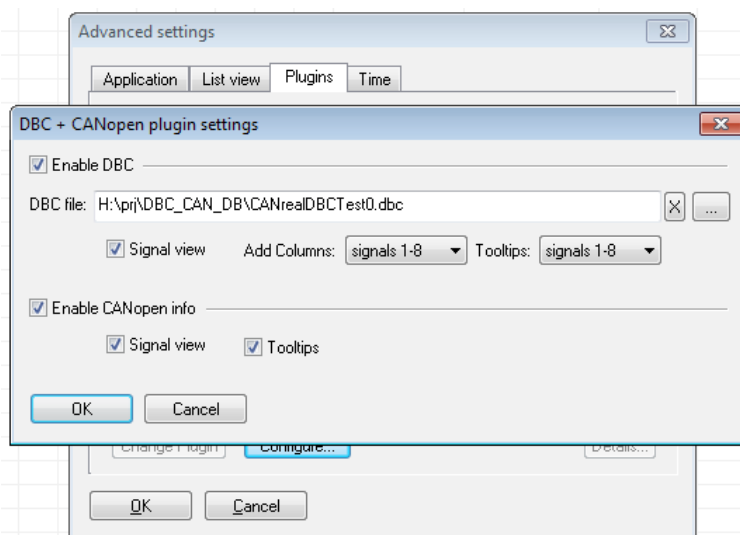 Advanced settings
Application List view Plugins Time
DBC + CANopen plugin settings
Enable DBC
DBC file: H:\prj\DBC_CAN_DB\CANrealDBCTest0.dbc X ...
Signal view Add Columns: signals 1-8 Tooltips: signals 1-8
Enable CANopen info
Signal view Tooltips
OK Cancel
Change Plugin Configure... Details...
OK Cancel